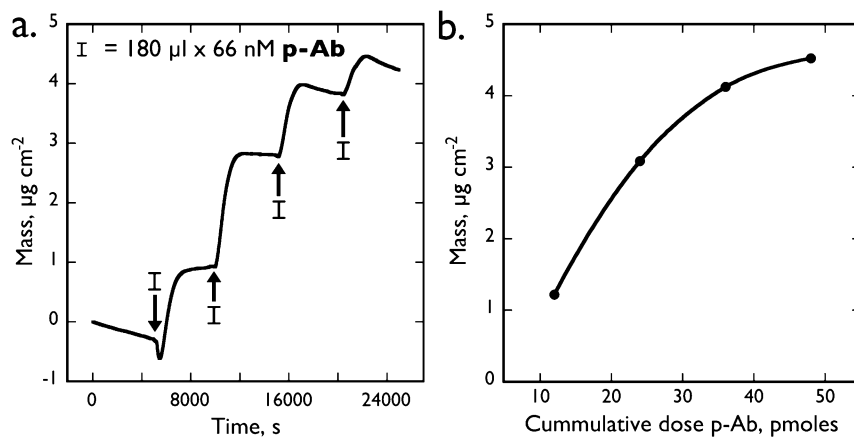 a.
I = 180 µl x 66 nM p-Ab
Mass, µg cm-2
5
4
3
2
1
0
-1
I
I
I
I
0
8000
16000
24000
Time, s
b.
Mass, µg cm-2
5
4
3
2
1
0
10
20
30
40
50
Cummulative dose p-Ab, pmoles